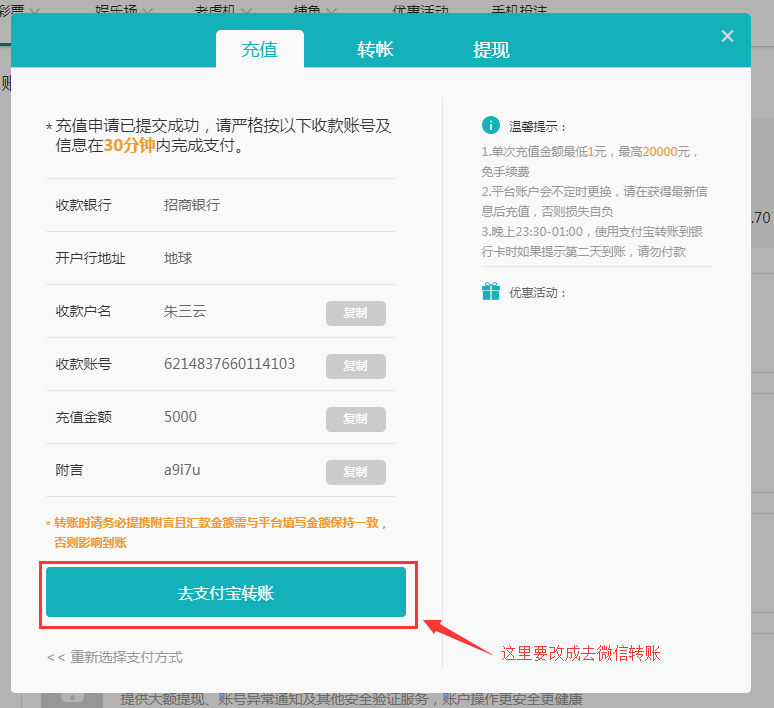 彩票 娱乐场 老虎机 捕鱼 优惠活动 手机投注
充值 转帐 提现
账
* 充值申请已提交成功，请严格按以下收款账号及
信息在30分钟内完成支付。
收款银行 招商银行
开户行地址 地球
收款户名 朱三云 复制
收款账号 6214837660114103 复制
充值金额 5000 复制
附言 a9i7u 复制
* 转账时请务必提携附言且汇款金额需与平台填写金额保持一致，
否则影响到账
去支付宝转账
<< 重新选择支付方式
温馨提示：
1.单次充值金额最低1元，最高20000元，
免手续费
2.平台账户会不定时更换，请在获得最新信
息后充值，否则损失自负
3.晚上23:30-01:00，使用支付宝转账到银
行卡时如果提示第二天到账，请勿付款
优惠活动：
.70
这里要改成去微信转账
提供大额提现、账号异常通知及其他安全验证服务，账户操作更安全更健康